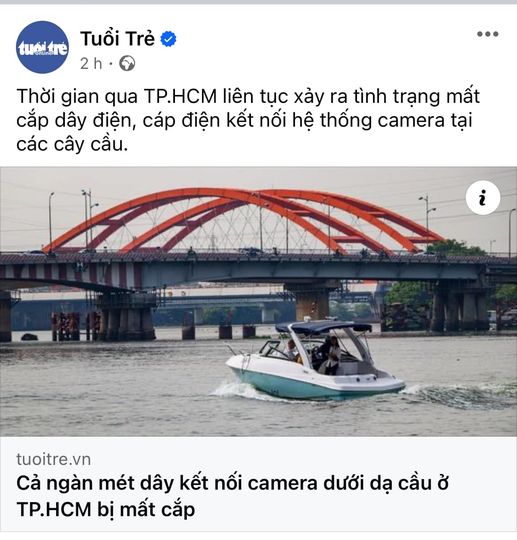 tuổi trẻ
online
Tuổi Trẻ
2 h
Thời gian qua TP.HCM liên tục xảy ra tình trạng mất
cắp dây điện, cáp điện kết nối hệ thống camera tại
các cây cầu.
i
tuoitre.vn
Cả ngàn mét dây kết nối camera dưới dạ cầu ở
TP.HCM bị mất cắp